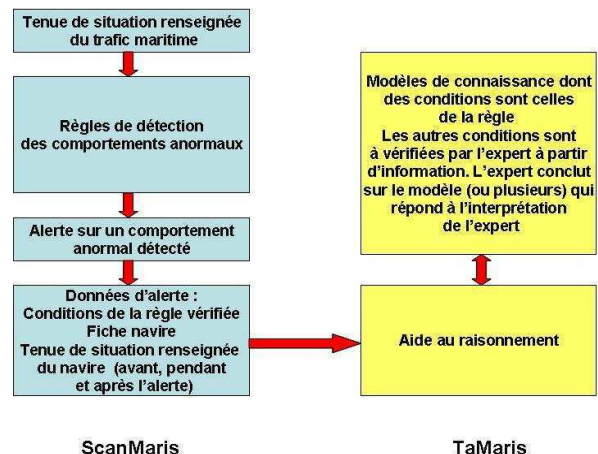 Tenue de situation renseignée
du trafic maritime
Règles de détection
des comportements anormaux
Alerte sur un comportement
anormal détecté
Données d'alerte :
Conditions de la règle vérifiée
Fiche navire
Tenue de situation renseignée
du navire (avant, pendant
et après l'alerte)
ScanMaris
Modèles de connaissance dont
des conditions sont celles
de la règle
Les autres conditions sont
à vérifiées par l'expert à partir
d'information. L'expert conclut
sur le modèle (ou plusieurs) qui
répond à l'interprétation
de l'expert
Aide au raisonnement
TaMaris